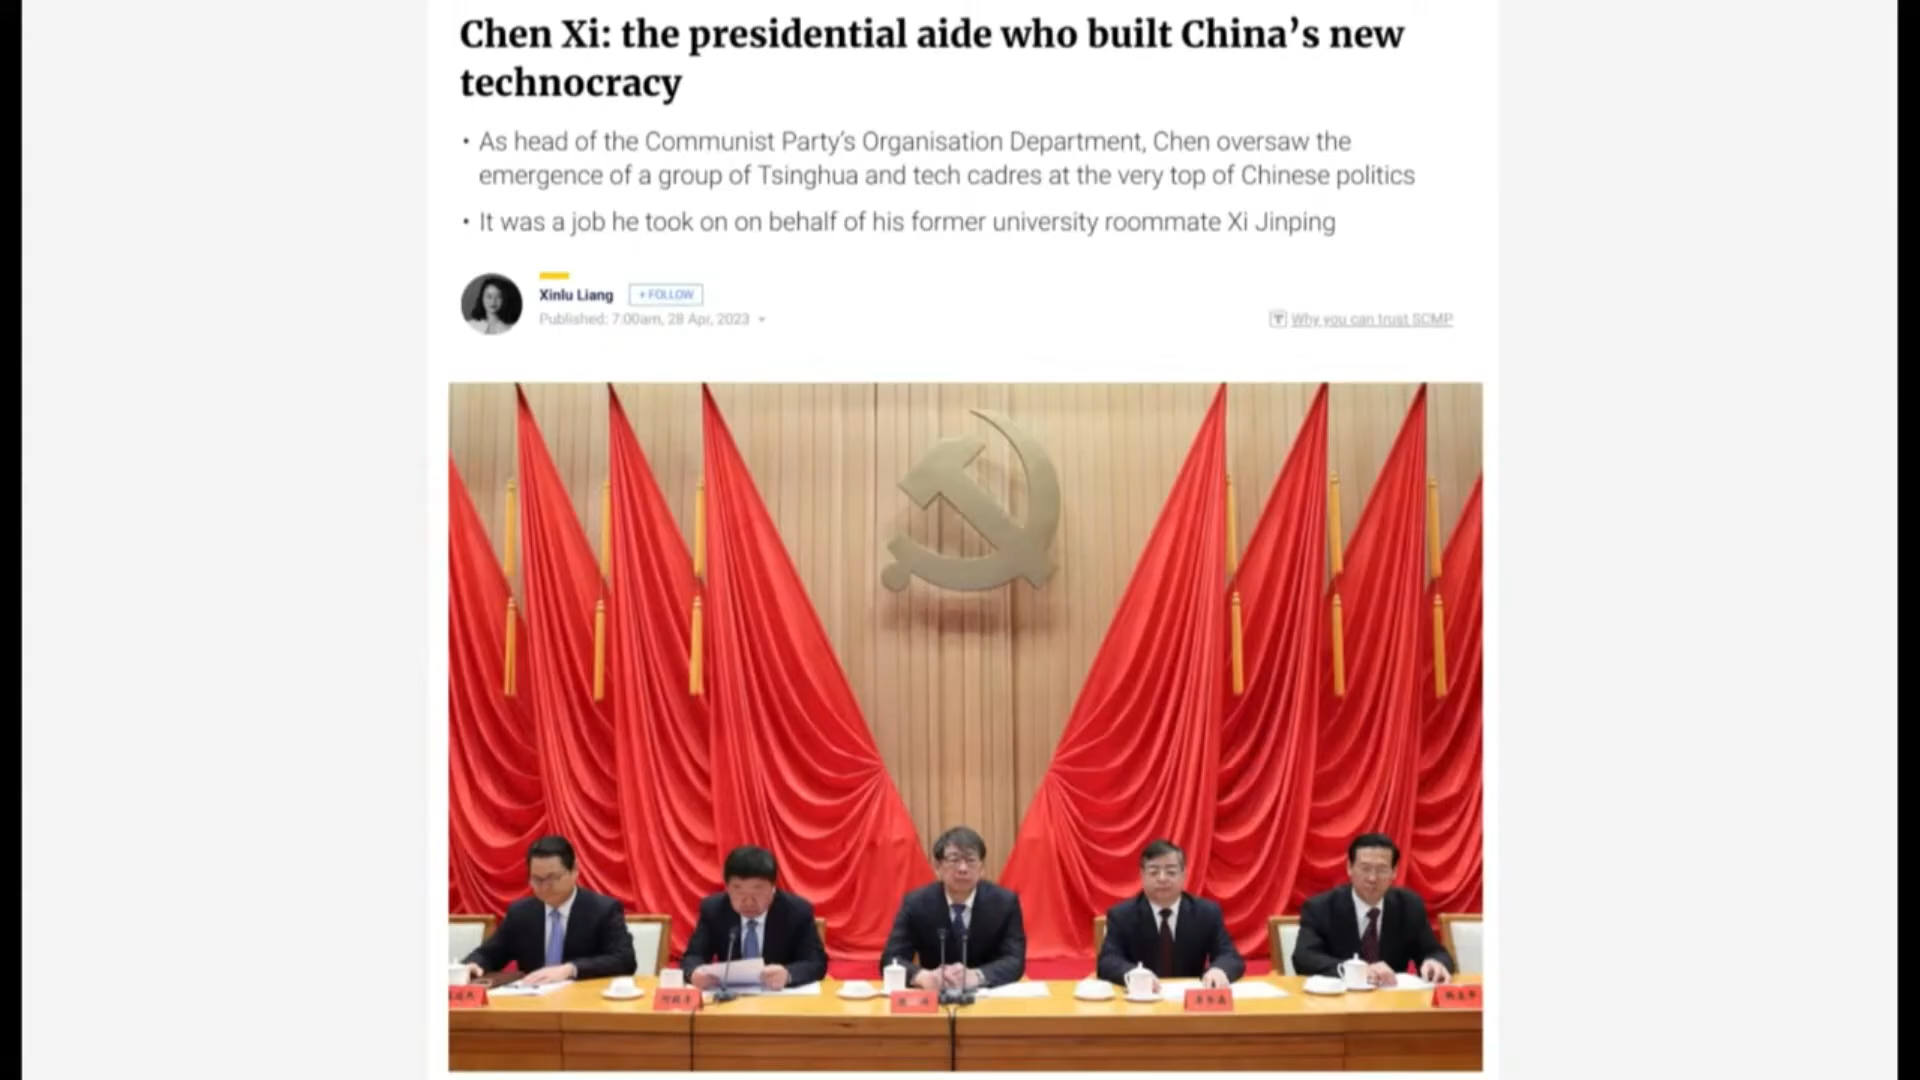 Chen Xi: the presidential aide who built China’s new
technocracy
• As head of the Communist Party’s Organisation Department, Chen oversaw the
emergence of a group of Tsinghua and tech cadres at the very top of Chinese politics
• It was a job he took on on behalf of his former university roommate Xi Jinping
Xinlu Liang
+ FOLLOW
Published: 7:00am, 28 Apr, 2023
Why you can trust SCMP